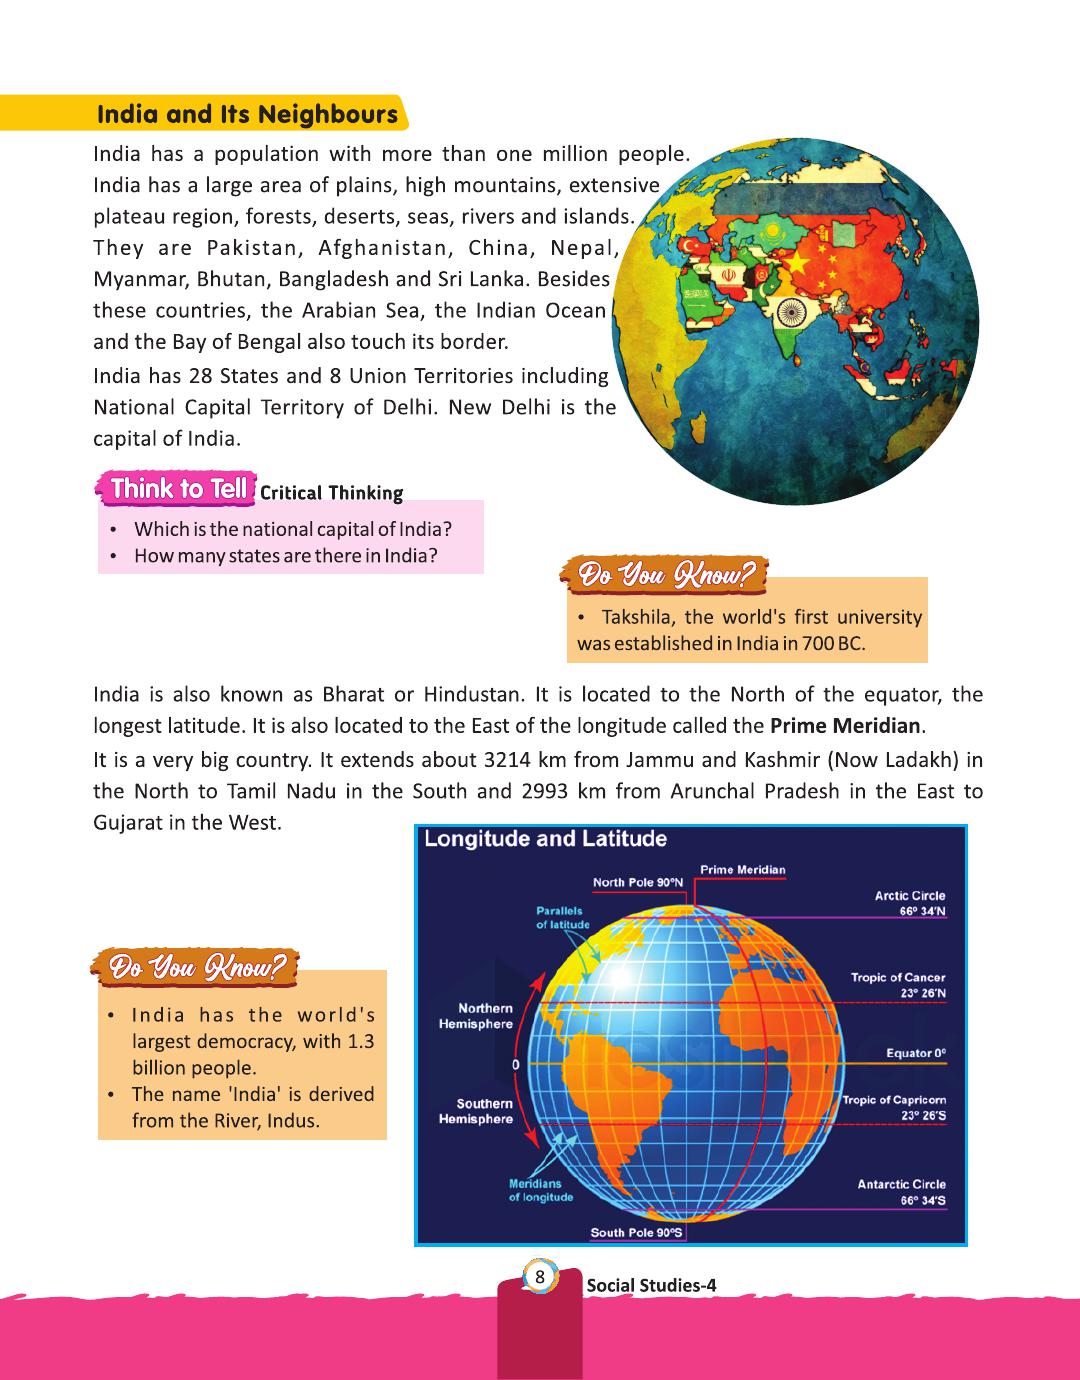 India and Its Neighbours
India has a population with more than one million people.
India has a large area of plains, high mountains, extensive
plateau region, forests, deserts, seas, rivers and islands.
They are Pakistan, Afghanistan, China, Nepal,
Myanmar, Bhutan, Bangladesh and Sri Lanka. Besides
these countries, the Arabian Sea, the Indian Ocean
and the Bay of Bengal also touch its border.
India has 28 States and 8 Union Territories including
National Capital Territory of Delhi. New Delhi is the
capital of India.
Think to Tell Critical Thinking
• Which is the national capital of India?
• How many states are there in India?
Do You Know?
• Takshila, the world's first university
was established in India in 700 BC.
India is also known as Bharat or Hindustan. It is located to the North of the equator, the
longest latitude. It is also located to the East of the longitude called the Prime Meridian.
It is a very big country. It extends about 3214 km from Jammu and Kashmir (Now Ladakh) in
the North to Tamil Nadu in the South and 2993 km from Arunchal Pradesh in the East to
Gujarat in the West.
Do You Know?
• India has the world's
largest democracy, with 1.3
billion people.
• The name 'India' is derived
from the River, Indus.
Longitude and Latitude
Prime Meridian
North Pole 90°N
Arctic Circle
66° 34'N
Parallels
of latitude
Tropic of Cancer
23° 26'N
Northern
Hemisphere
Equator 0°
0
Tropic of Capricorn
23° 26'S
Southern
Hemisphere
Meridians
of longitude
Antarctic Circle
66° 34'S
South Pole 90°S
8
Social Studies-4